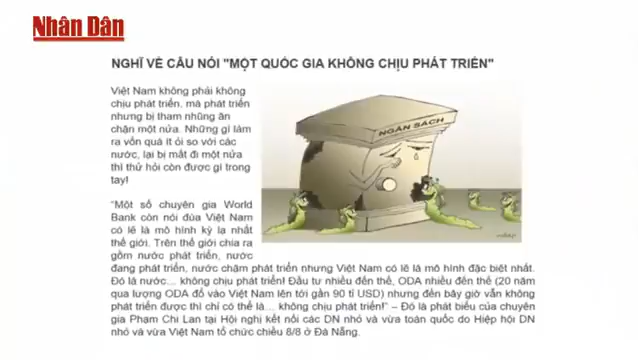 Nhân Dân
NGHĨ VỀ CÂU NÓI "MỘT QUỐC GIA KHÔNG CHỊU PHÁT TRIỂN"
Việt Nam không phải không
chịu phát triển, mà phát triển
nhưng bị tham nhũng ăn
chặn một nửa. Những gì làm
ra vốn quá ít ỏi so với các
nước, lại bị mất đi một nửa
thì thử hỏi còn được gì trong
tay!
NGÂN SÁCH
"Một số chuyên gia World
Bank còn nói đùa Việt Nam
có lẽ là mô hình kỳ lạ nhất
thế giới. Trên thế giới chia ra
gồm nước phát triển, nước
đang phát triển, nước chậm phát triển nhưng Việt Nam có lẽ là mô hình đặc biệt nhất.
Đó là nước... không chịu phát triển! Đầu tư nhiều đến thế, ODA nhiều đến thế (20 năm
qua lượng ODA đổ vào Việt Nam lên tới gần 90 tỉ USD) nhưng đến bây giờ vẫn không
phát triển được thì chỉ có thể là... không chịu phát triển!" – Đó là phát biểu của chuyên
gia Phạm Chi Lan tại Hội nghị kết nối các DN nhỏ và vừa toàn quốc do Hiệp hội DN
nhỏ và vừa Việt Nam tổ chức chiều 8/8 ở Đà Nẵng.